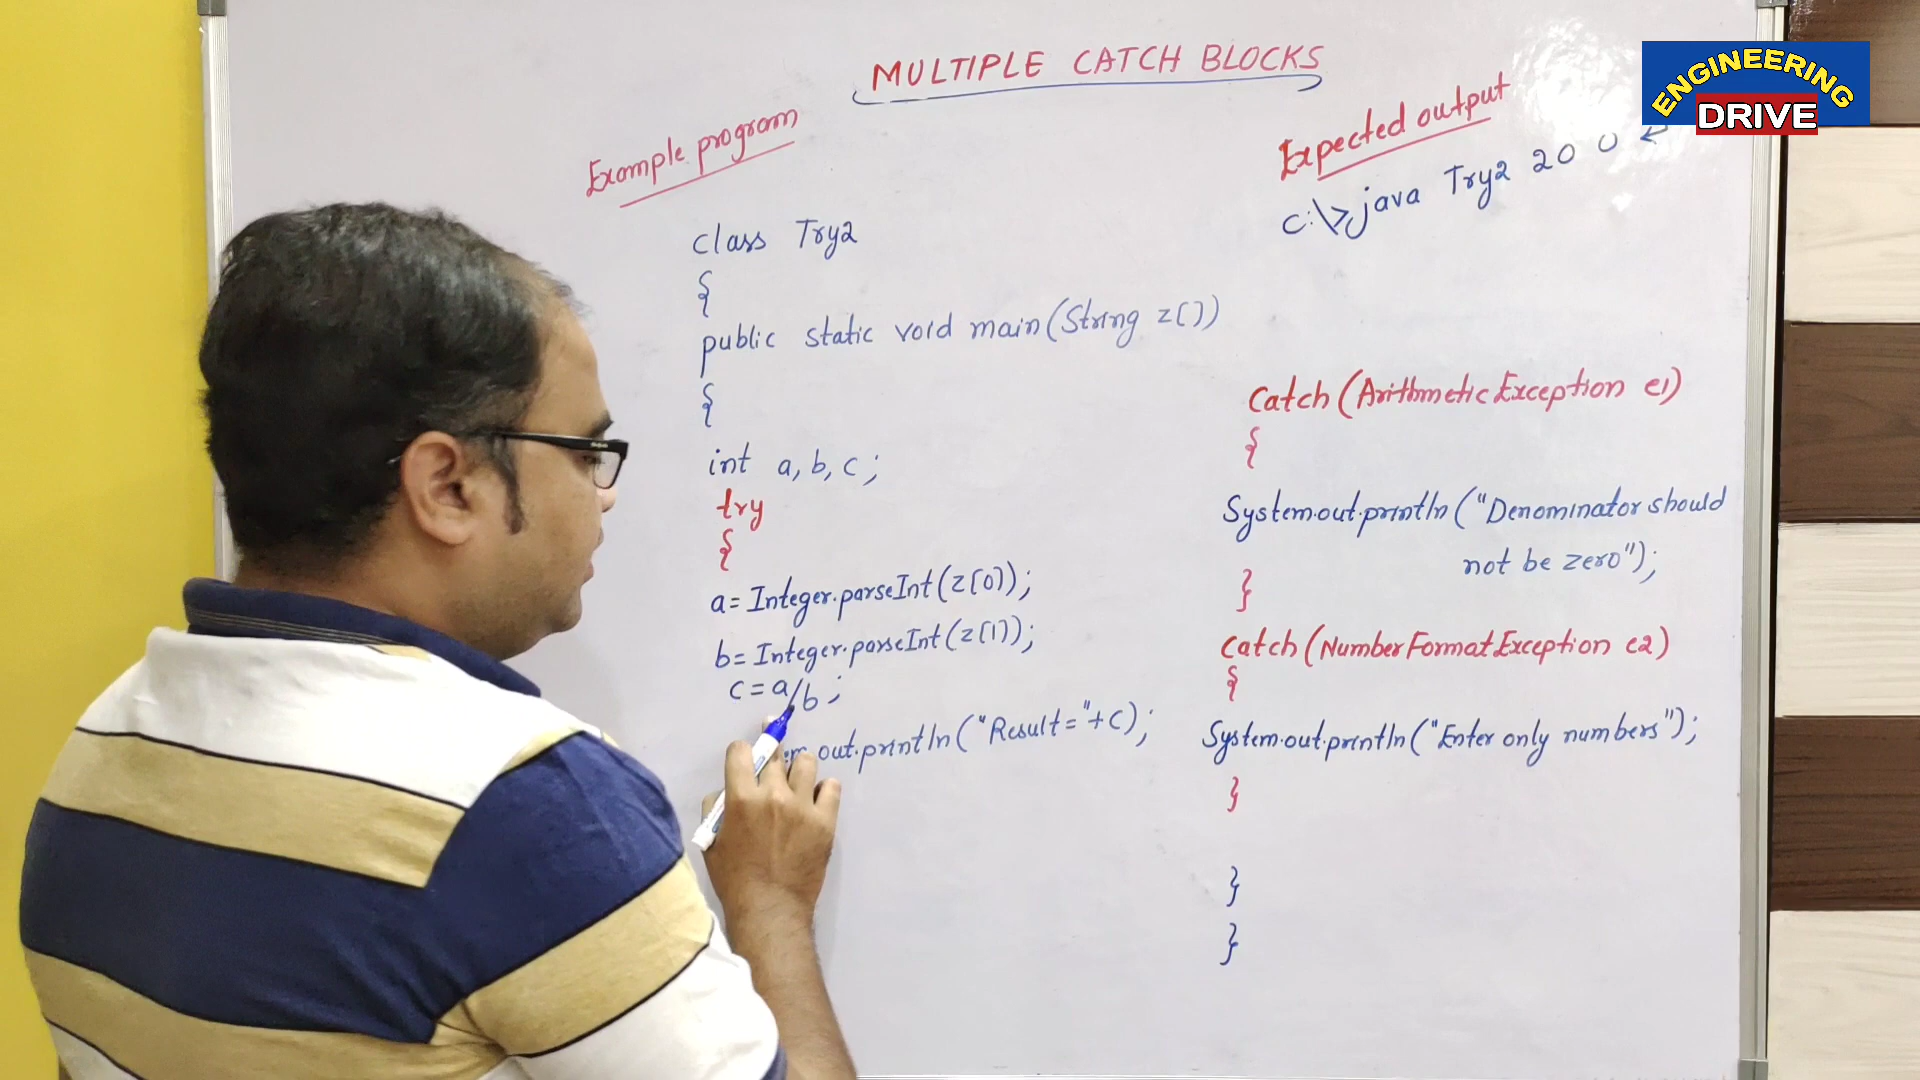 MULTIPLE CATCH BLOCKS
ENGINEERING
DRIVE
Example program
class Try2
{
public static void main(String z[])
{
int a, b, c;
try
{
a=Integer.parseInt(z[0]);
b=Integer.parseInt(z[1]);
c=a/b;
out.println("Result="+c);
Expected output
c:\>java Try2 20 0 ↵
catch(ArithmeticException e1)
{
System.out.println("Denominator should
not be zero");
}
catch(NumberFormatException e2)
{
System.out.println("Enter only numbers");
}
}
}